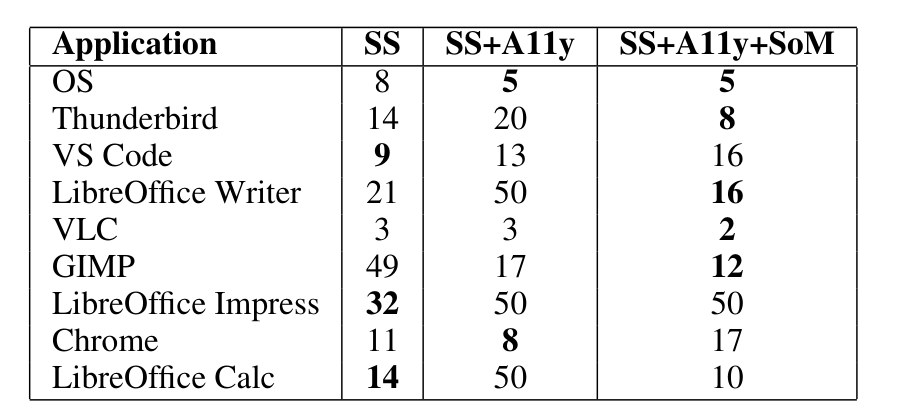 Application SS SS+A11y SS+A11y+SoM
OS 8 5 5
Thunderbird 14 20 8
VS Code 9 13 16
LibreOffice Writer 21 50 16
VLC 3 3 2
GIMP 49 17 12
LibreOffice Impress 32 50 50
Chrome 11 8 17
LibreOffice Calc 14 50 10